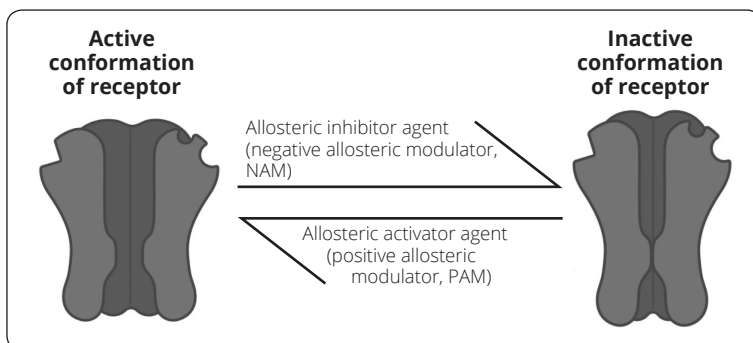 Active
conformation
of receptor
Inactive
conformation
of receptor
Allosteric inhibitor agent
(negative allosteric modulator,
NAM)
Allosteric activator agent
(positive allosteric
modulator, PAM)